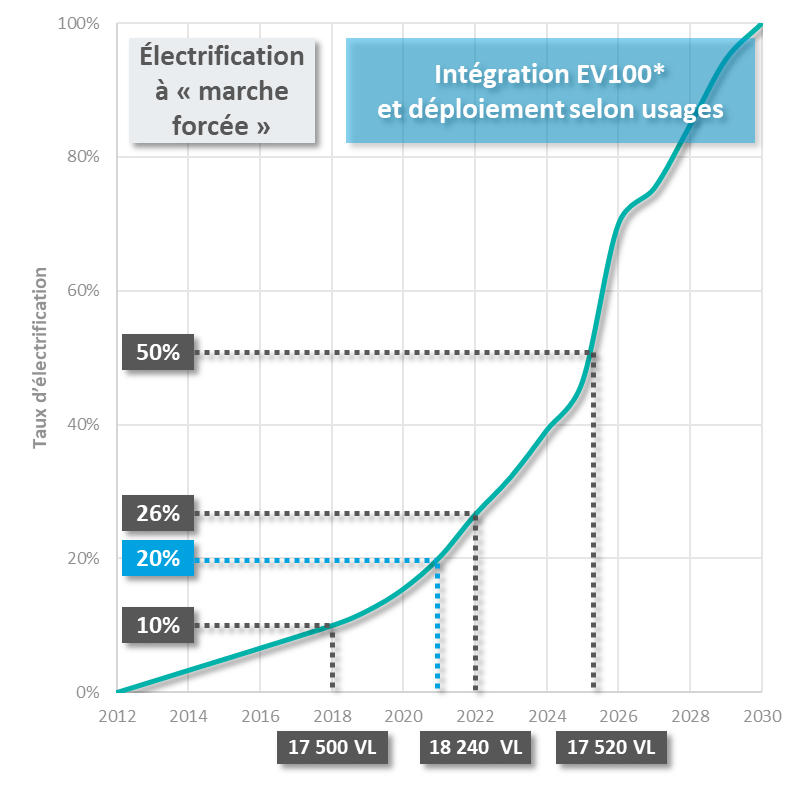 100%
Électrification
à « marche
forcée »
Intégration EV100*
et déploiement selon usages
80%
60%
Taux d'électrification
50%
40%
26%
20%
20%
10%
0%
2012 2014 2016 2018 2020 2022 2024 2026 2028 2030
17 500 VL 18 240 VL 17 520 VL